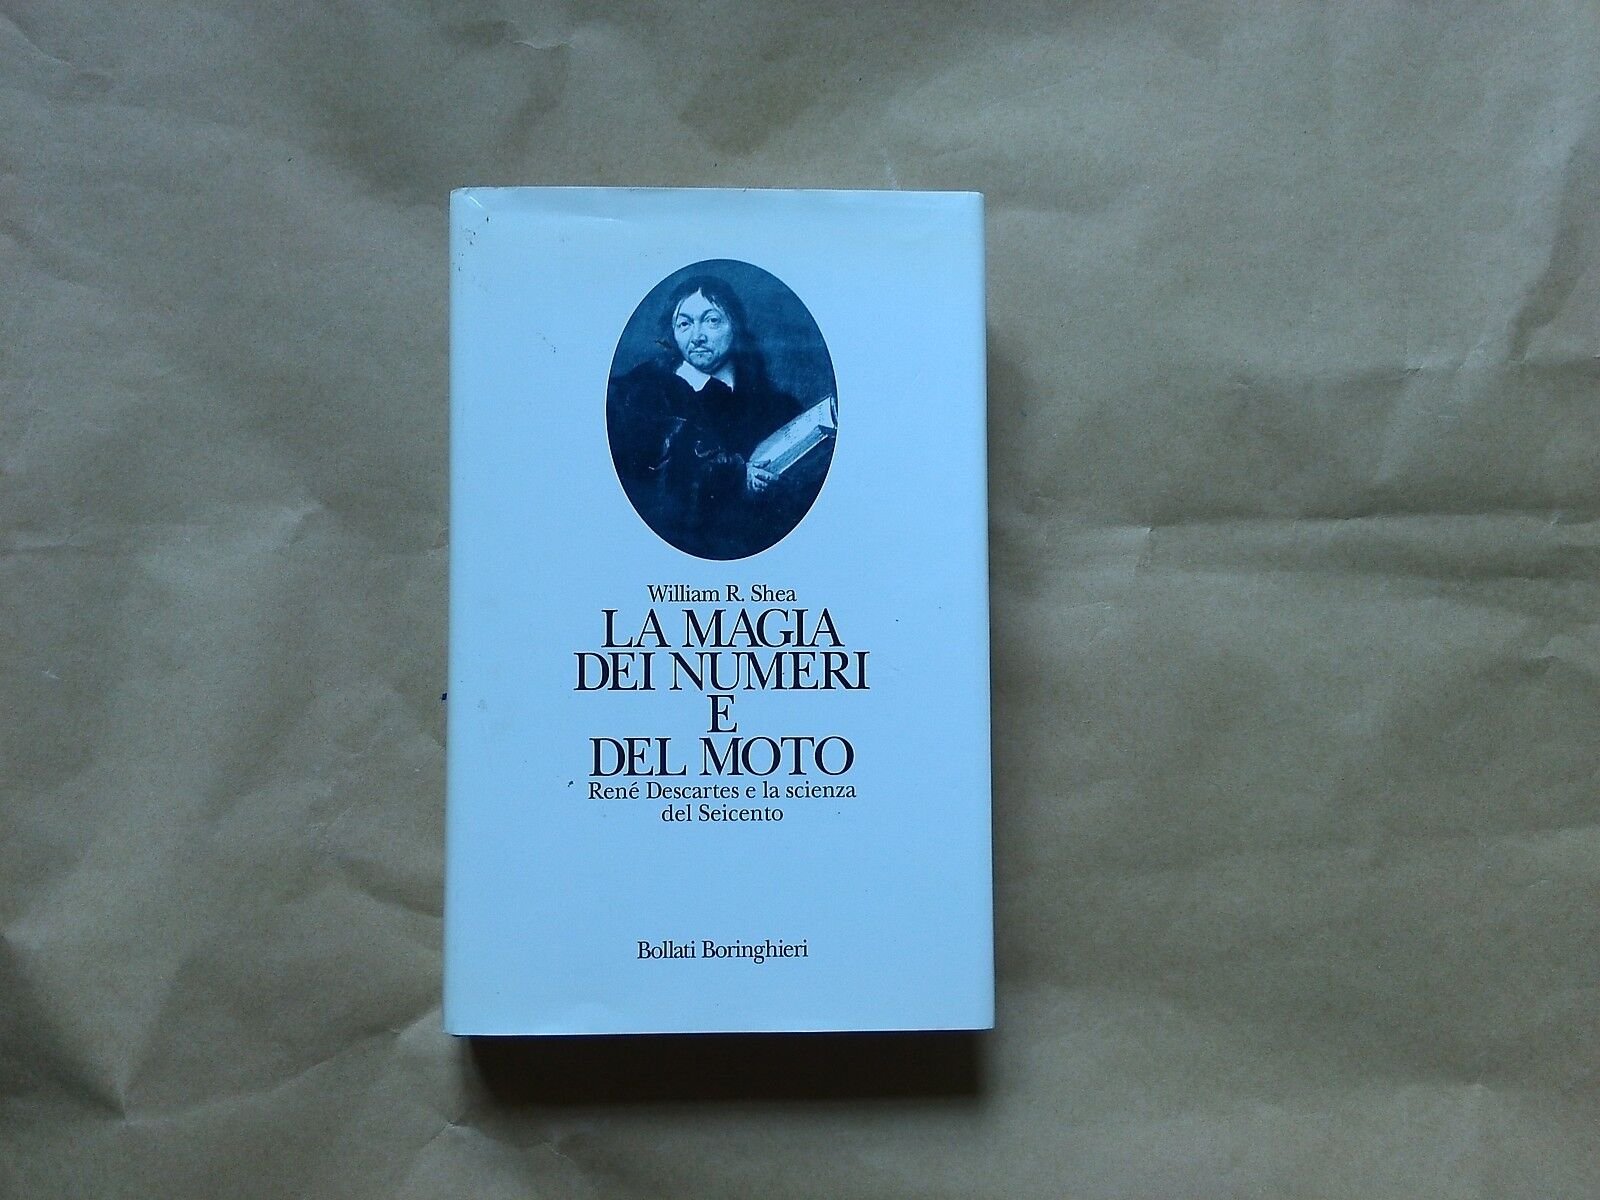 William R. Shea
LA MAGIA
DEI NUMERI
E
DEL MOTO
René Descartes e la scienza
del Seicento
Bollati Boringhieri